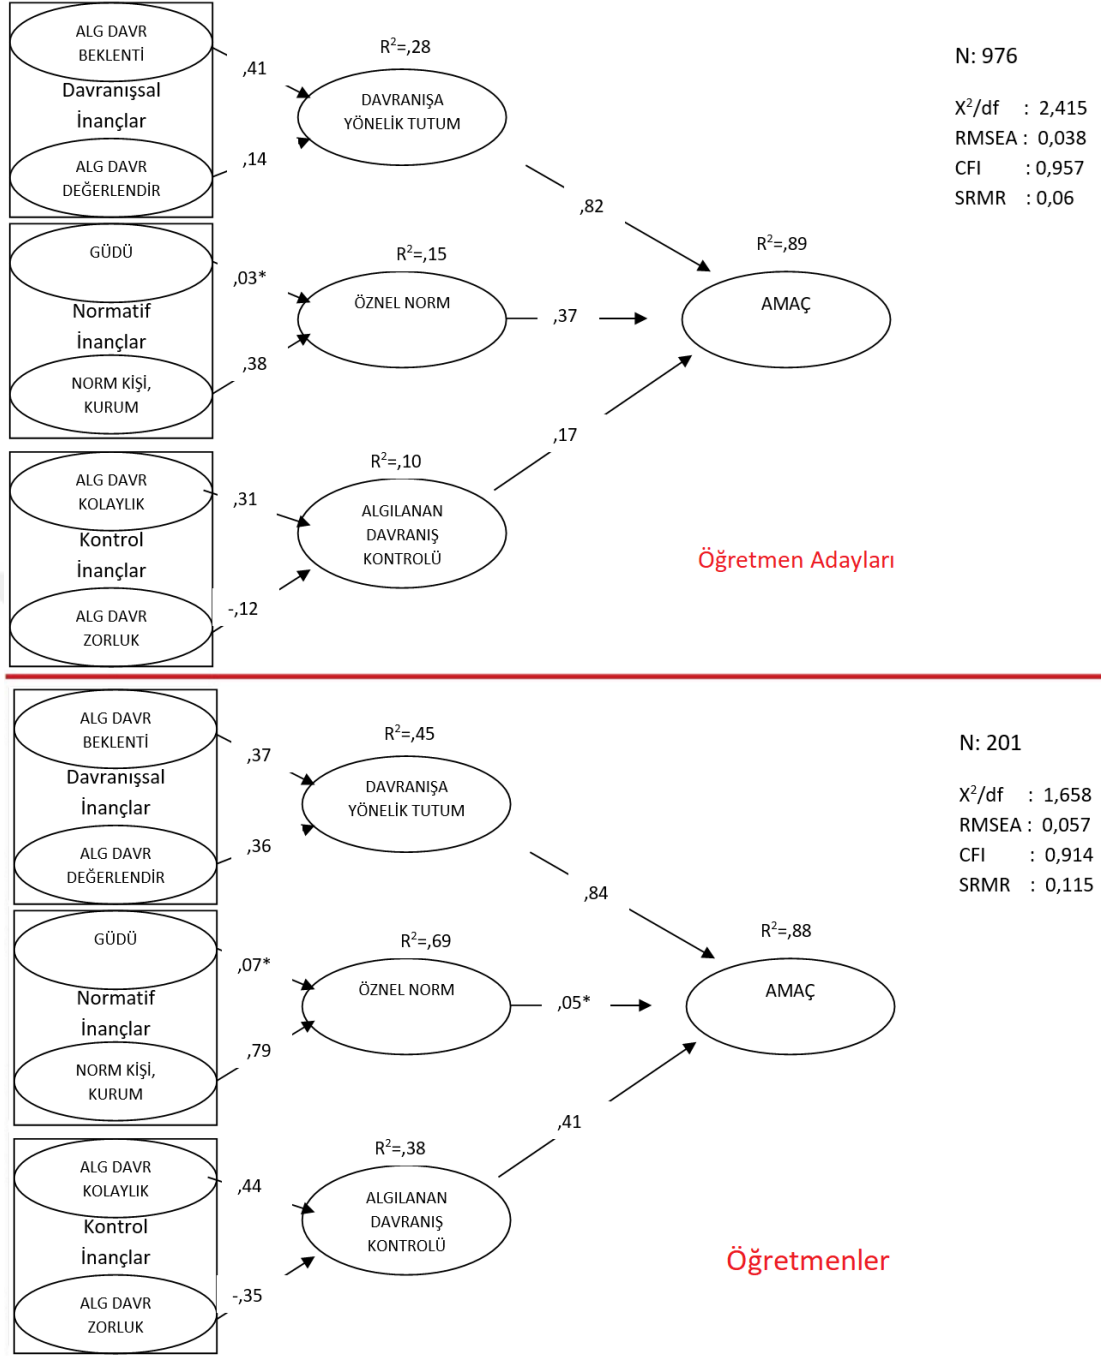 ALG DAVR
BEKLENTİ
Davranışsal
İnançlar
ALG DAVR
DEĞERLENDİR
,41
,14
R²=,28
DAVRANIŞA
YÖNELİK TUTUM
,82
N: 976
X²/df : 2,415
RMSEA : 0,038
CFI : 0,957
SRMR : 0,06
GÜDÜ
Normatif
İnançlar
NORM KİŞİ,
KURUM
,03*
,38
R²=,15
ÖZNEL NORM
,37
R²=,89
AMAÇ
ALG DAVR
KOLAYLIK
Kontrol
İnançlar
ALG DAVR
ZORLUK
,31
-,12
R²=,10
ALGILANAN
DAVRANIŞ
KONTROLÜ
,17
Öğretmen Adayları
ALG DAVR
BEKLENTİ
Davranışsal
İnançlar
ALG DAVR
DEĞERLENDİR
,37
,36
R²=,45
DAVRANIŞA
YÖNELİK TUTUM
,84
N: 201
X²/df : 1,658
RMSEA : 0,057
CFI : 0,914
SRMR : 0,115
GÜDÜ
Normatif
İnançlar
NORM KİŞİ,
KURUM
,07*
,79
R²=,69
ÖZNEL NORM
,05*
R²=,88
AMAÇ
ALG DAVR
KOLAYLIK
Kontrol
İnançlar
ALG DAVR
ZORLUK
,44
-,35
R²=,38
ALGILANAN
DAVRANIŞ
KONTROLÜ
,41
Öğretmenler